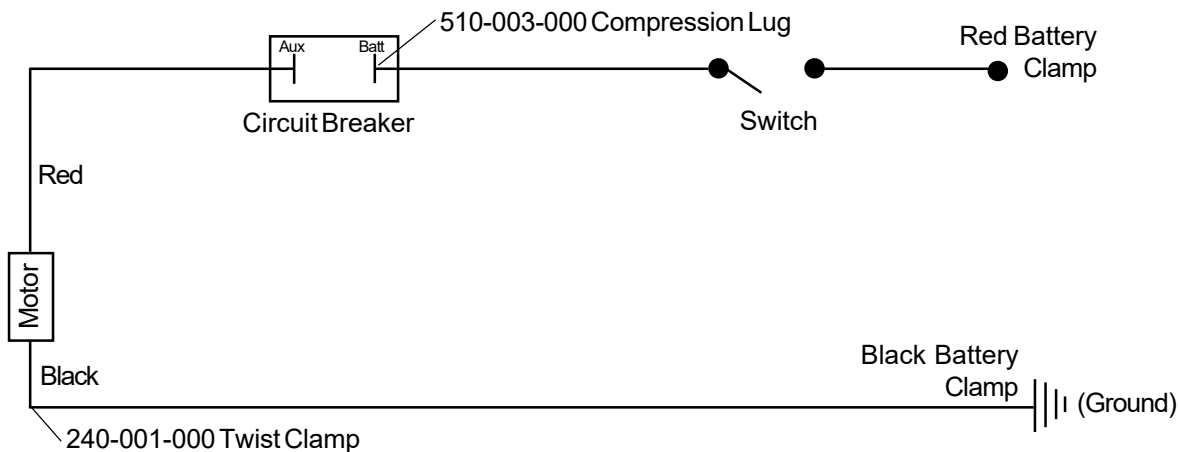 510-003-000 Compression Lug
Aux
Batt
Red Battery
Clamp
Circuit Breaker
Switch
Red
Motor
Black
Black Battery
Clamp
(Ground)
240-001-000 Twist Clamp